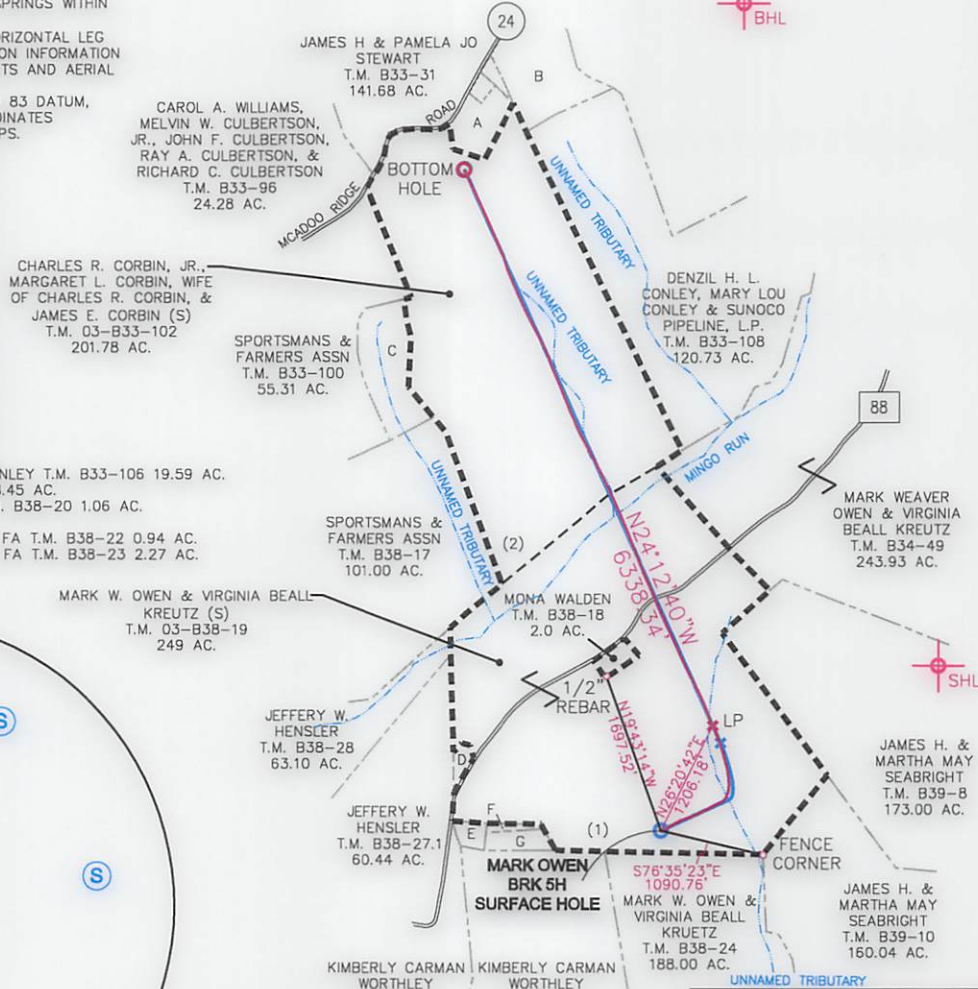 SPRINGS WITHIN
RIZONTAL LEG
ON INFORMATION
TS AND AERIAL
83 DATUM,
DINATES
PS.
24
BHL
JAMES H & PAMELA JO
STEWART
T.M. B33-31
141.68 AC.
B
A
ROAD
MCADOO RIDGE
CAROL A. WILLIAMS,
MELVIN W. CULBERTSON,
JR., JOHN F. CULBERTSON,
RAY A. CULBERTSON, &
RICHARD C. CULBERTSON
T.M. B33-96
24.28 AC.
BOTTOM
HOLE
UNNAMED TRIBUTARY
UNNAMED TRIBUTARY
CHARLES R. CORBIN, JR.,
MARGARET L. CORBIN, WIFE
OF CHARLES R. CORBIN, &
JAMES E. CORBIN (S)
T.M. 03-B33-102
201.78 AC.
DENZIL H. L.
CONLEY, MARY LOU
CONLEY & SUNOCO
PIPELINE, L.P.
T.M. B33-108
120.73 AC.
SPORTSMANS &
FARMERS ASSN
T.M. B33-100
55.31 AC.
C
88
MINGO RUN
UNNAMED TRIBUTARY
NLEY T.M. B33-106 19.59 AC.
.45 AC.
. B38-20 1.06 AC.
FA T.M. B38-22 0.94 AC.
FA T.M. B38-23 2.27 AC.
MARK WEAVER
OWEN & VIRGINIA
BEALL KREUTZ
T.M. B34-49
243.93 AC.
SPORTSMANS &
FARMERS ASSN
T.M. B38-17
101.00 AC.
(2)
N24°12'40"W
6338.34'
MARK W. OWEN & VIRGINIA BEALL
KREUTZ (S)
T.M. 03-B38-19
249 AC.
MONA WALDEN
T.M. B38-18
2.0 AC.
SHL
1/2"
REBAR
N19°43'14"W
1697.52'
LP
N26°20'42"E
1206.18'
JEFFERY W.
HENSLER
T.M. B38-28
63.10 AC.
D
S
JAMES H. &
MARTHA MAY
SEABRIGHT
T.M. B39-8
173.00 AC.
JEFFERY W.
HENSLER
T.M. B38-27.1
60.44 AC.
F
E
G
(1)
MARK OWEN
BRK 5H
SURFACE HOLE
FENCE
CORNER
S76°35'23"E
1090.76'
S
MARK W. OWEN &
VIRGINIA BEALL
KRUETZ
T.M. B38-24
188.00 AC.
JAMES H. &
MARTHA MAY
SEABRIGHT
T.M. B39-10
160.04 AC.
KIMBERLY CARMAN
WORTHLEY
KIMBERLY CARMAN
WORTHLEY
UNNAMED TRIBUTARY